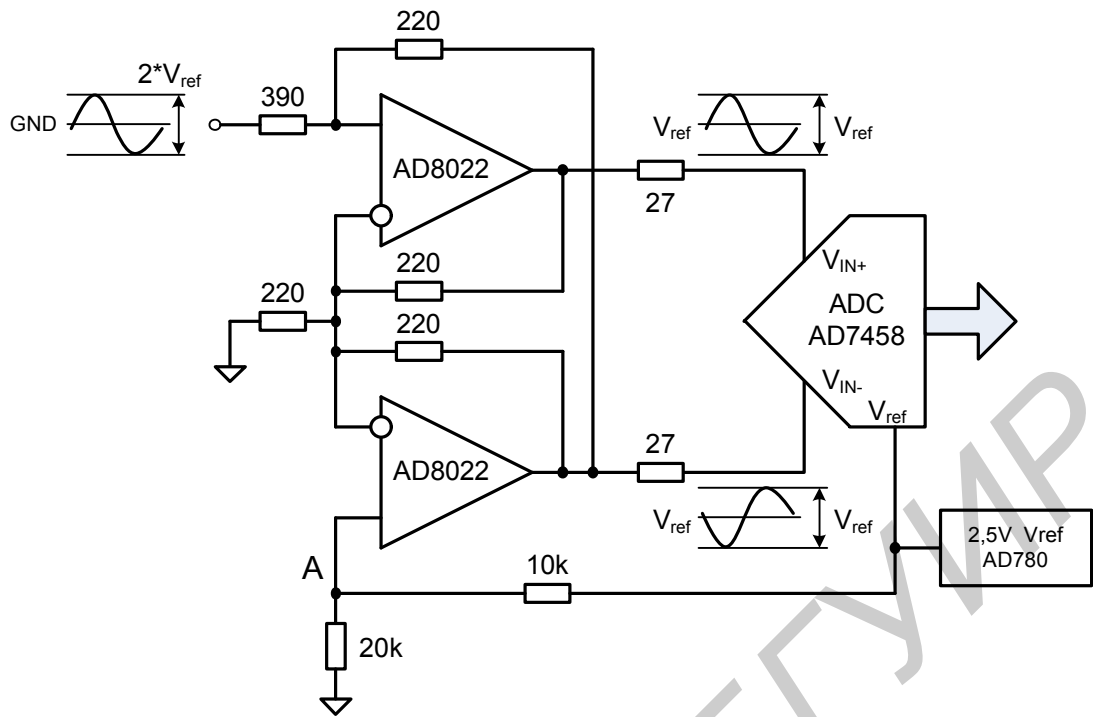 220
2*Vref
390
GND
AD8022
Vref
Vref
27
220
220
220
VIN+
ADC
AD7458
VIN-
Vref
AD8022
27
Vref
Vref
2,5V Vref
AD780
A
10k
20k
БГУИР